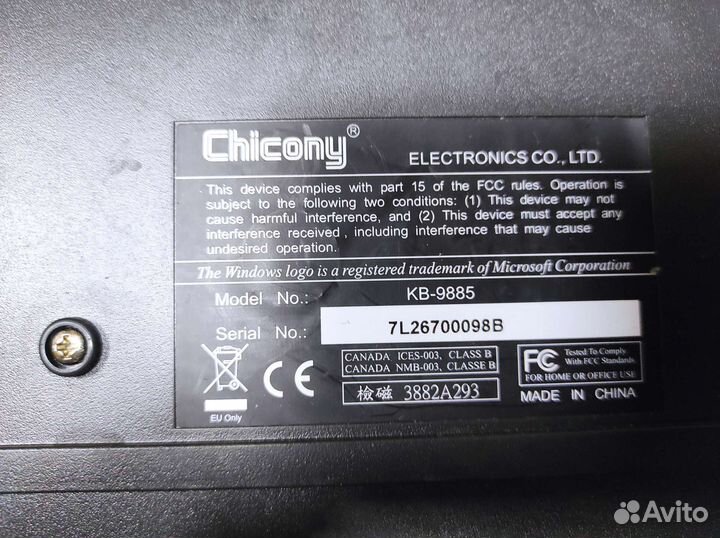 Chicony® ELECTRONICS CO., LTD.
This device complies with part 15 of the FCC rules. Operation is
subject to the following two conditions: (1) This device may not
cause harmful interference, and (2) This device must accept any
interference received , including interference that may cause
undesired operation.
The Windows logo is a registered trademark of Microsoft Corporation
Model No.: KB-9885
Serial No.: 7L26700098B
EU Only
CE
CANADA ICES-003, CLASS B
CANADA NMB-003, CLASSE B
檢磁 3882A293
FC Tested To Comply
With FCC Standards
FOR HOME OR OFFICE USE
MADE IN CHINA
Avito